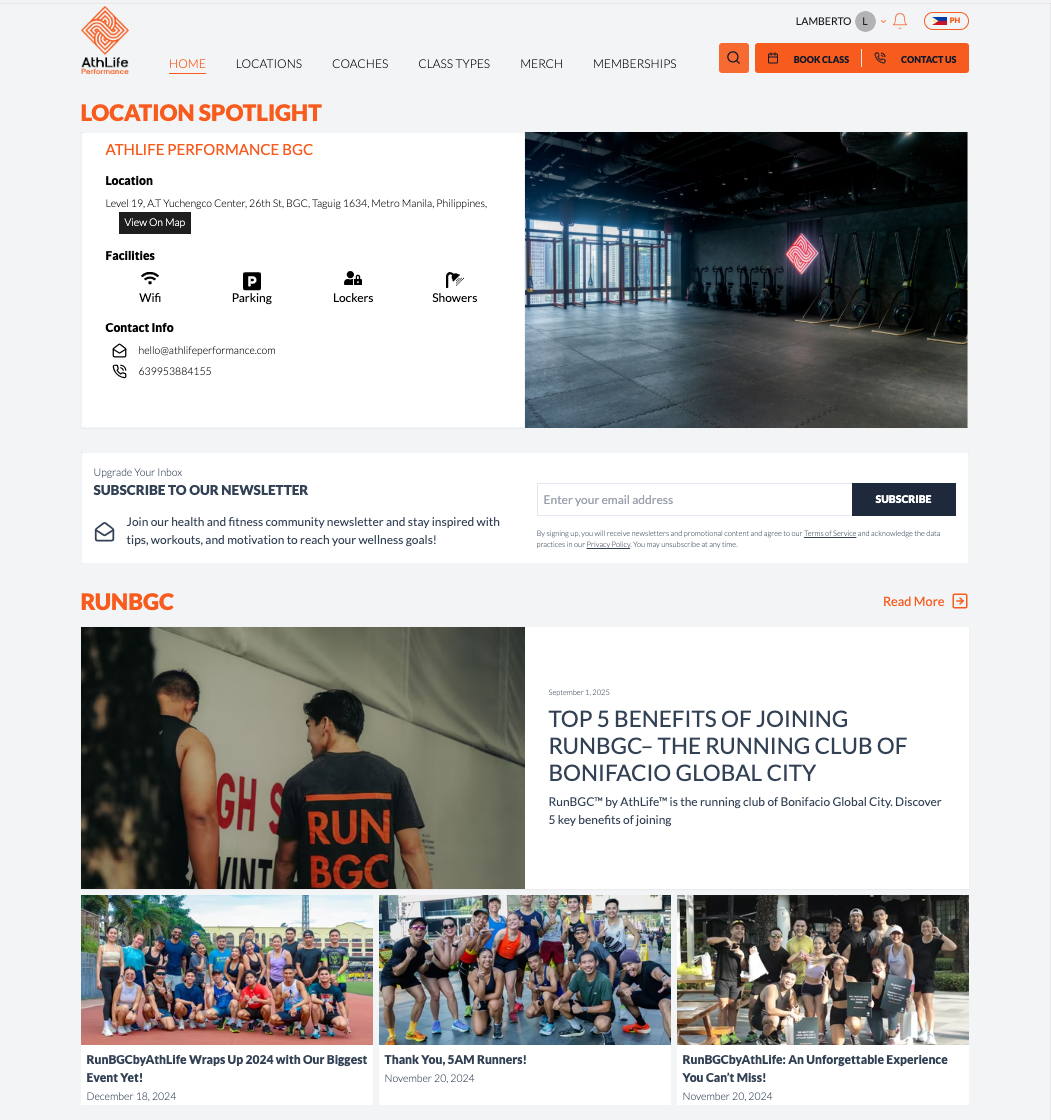 LAMBERTO L PH
AthLife
Performance
HOME LOCATIONS COACHES CLASS TYPES MERCH MEMBERSHIPS
BOOK CLASS CONTACT US
LOCATION SPOTLIGHT
ATHLIFE PERFORMANCE BGC
Location
Level 19, A.T Yuchengco Center, 26th St, BGC, Taguig 1634, Metro Manila, Philippines,
View On Map
Facilities
Wifi Parking Lockers Showers
Contact Info
hello@athlifeperformance.com
639953884155
Upgrade Your Inbox
SUBSCRIBE TO OUR NEWSLETTER
Join our health and fitness community newsletter and stay inspired with
tips, workouts, and motivation to reach your wellness goals!
Enter your email address
SUBSCRIBE
By signing up, you will receive newsletters and promotional content and agree to our Terms of Service and acknowledge the data
practices in our Privacy Policy. You may unsubscribe at any time.
RUNBGC
Read More
GH S
VINT
RUN
BGC
September 1, 2025
TOP 5 BENEFITS OF JOINING
RUNBGC– THE RUNNING CLUB OF
BONIFACIO GLOBAL CITY
RunBGC™ by AthLife™ is the running club of Bonifacio Global City. Discover
5 key benefits of joining
RunBGCbyAthLife Wraps Up 2024 with Our Biggest
Event Yet!
December 18, 2024
Thank You, 5AM Runners!
November 20, 2024
RunBGCbyAthLife: An Unforgettable Experience
You Can't Miss!
November 20, 2024